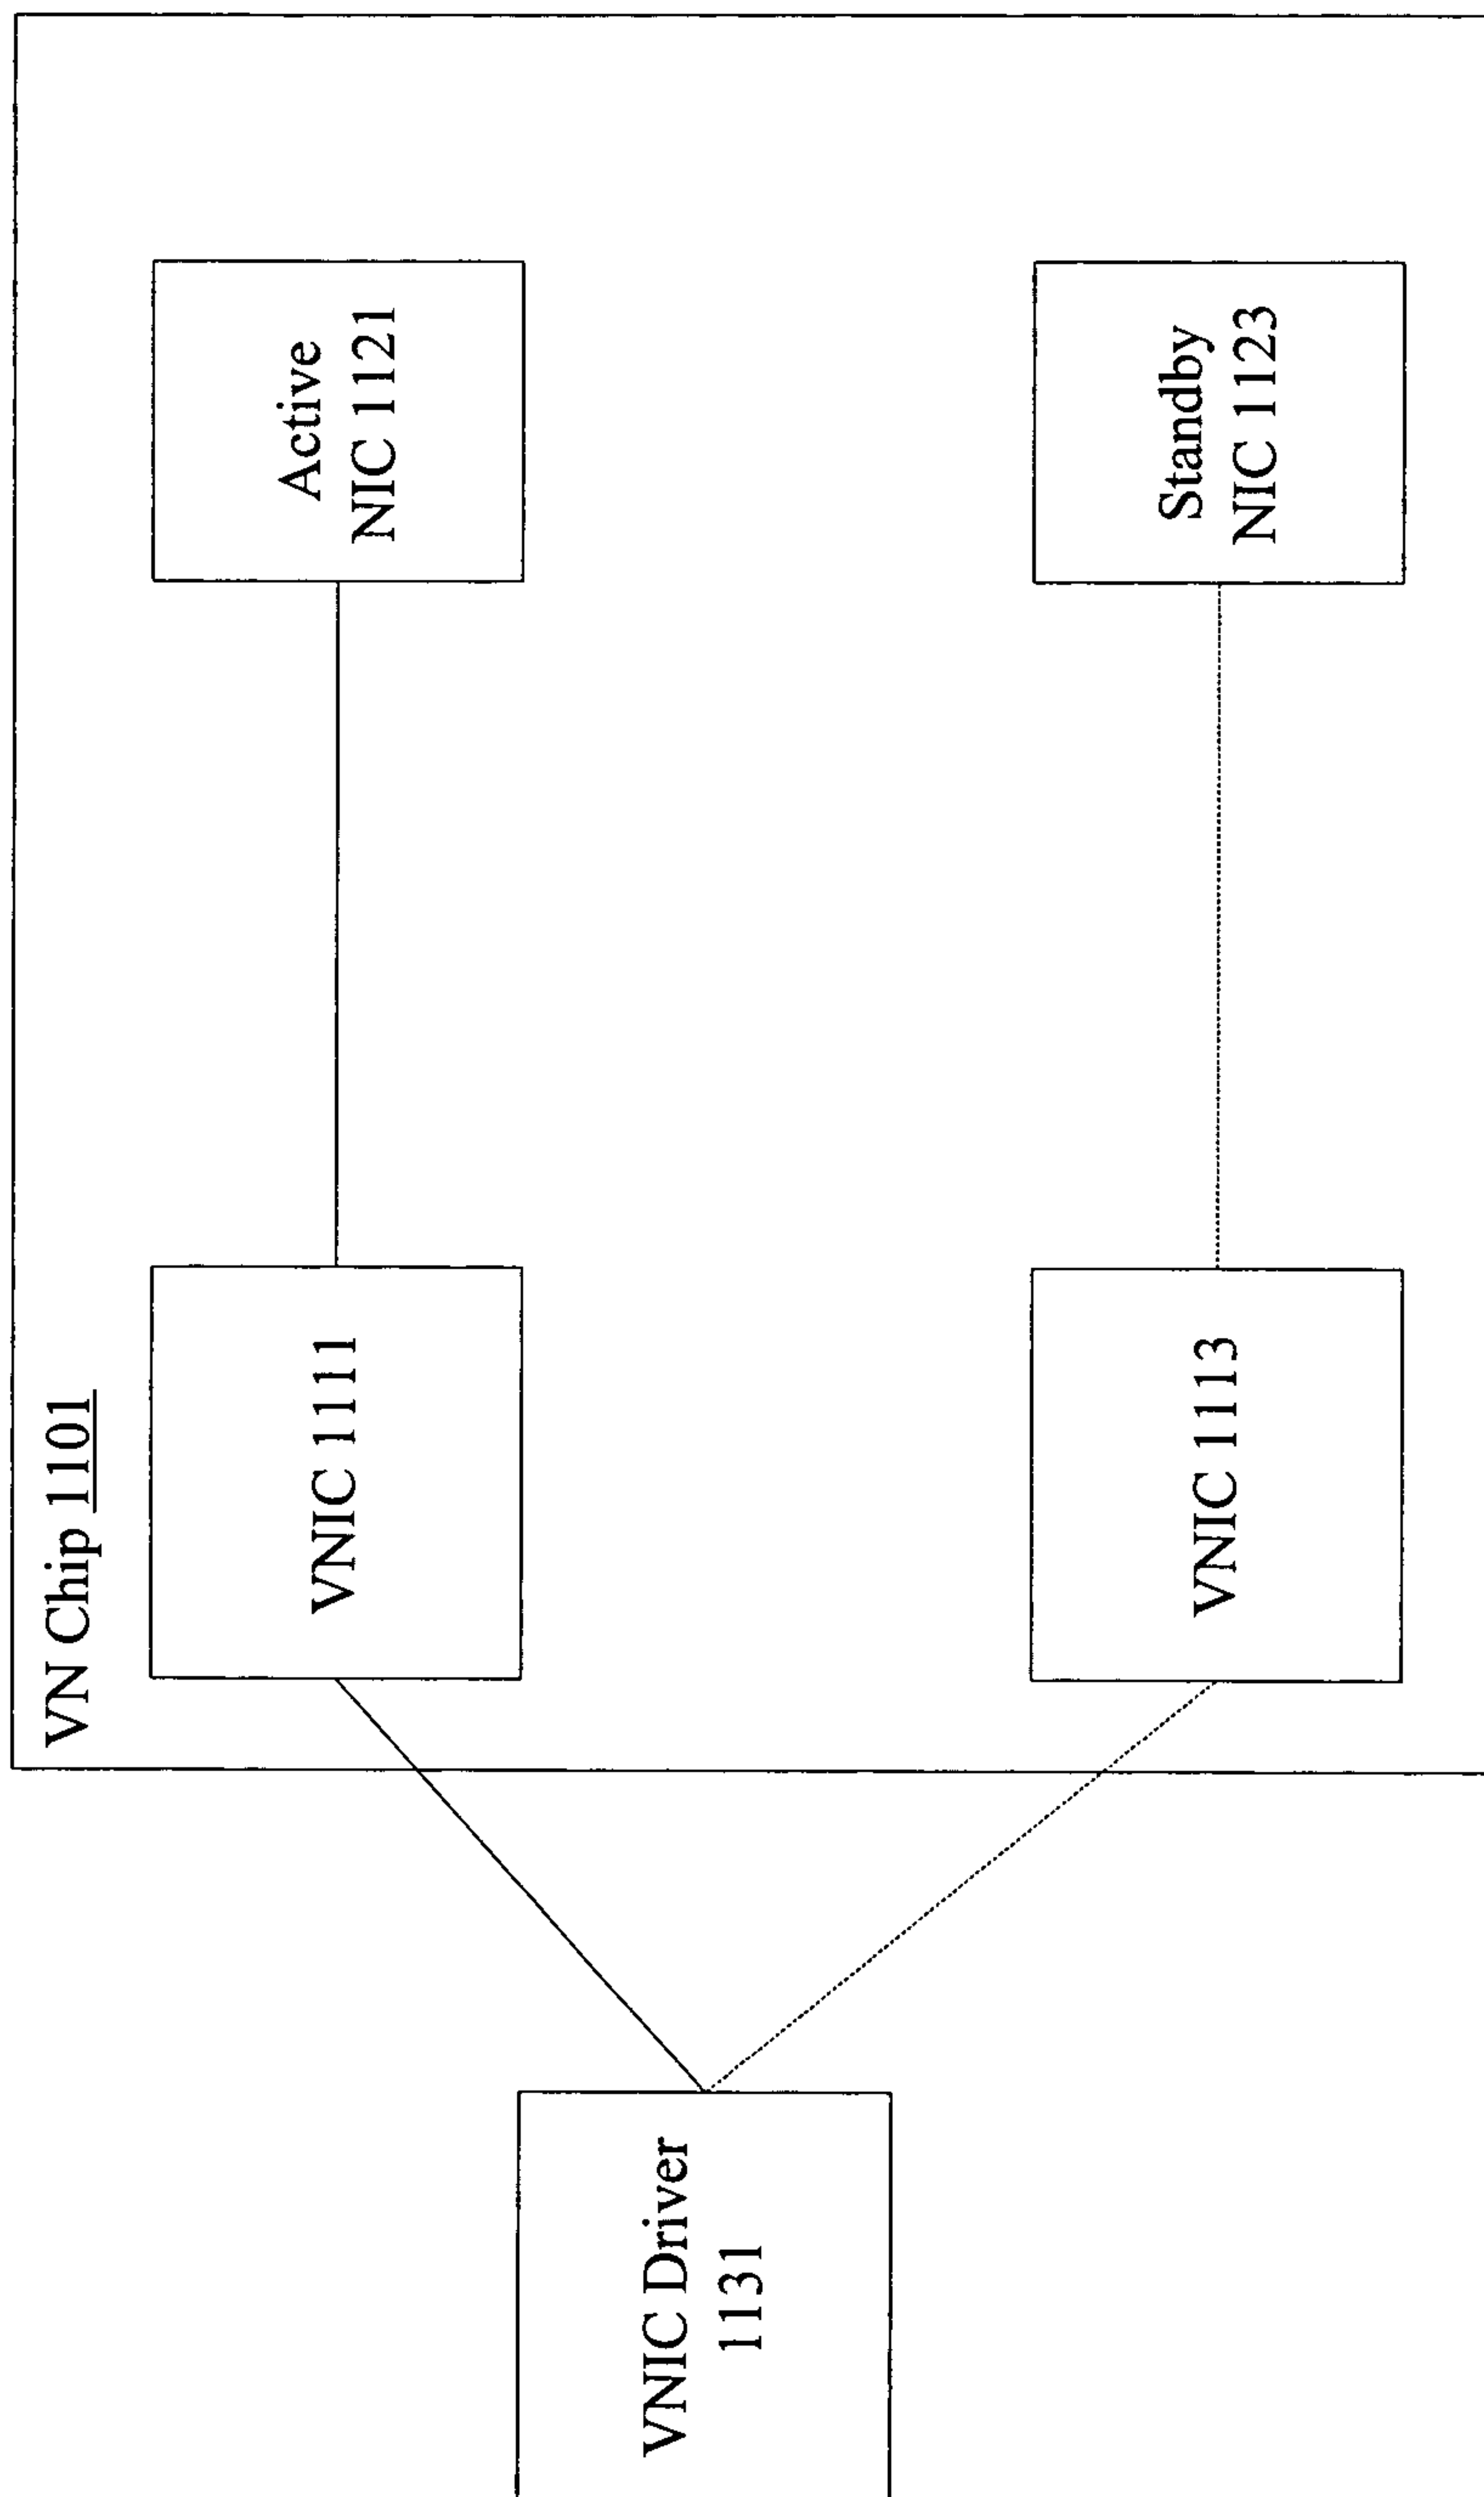 VN Chip 1101
VNIC 1111
Active
NIC 1121
VNIC Driver
1131
VNIC 1113
Standby
NIC 1123